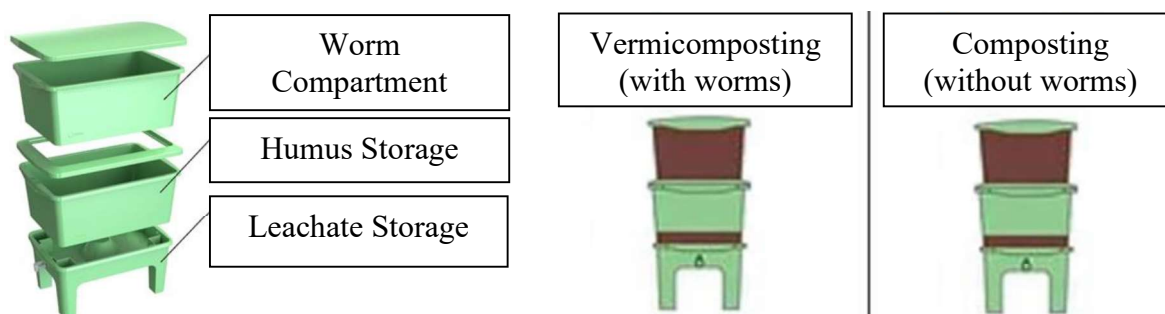 Worm
Compartment
Humus Storage
Leachate Storage
Vermicomposting
(with worms)
Composting
(without worms)